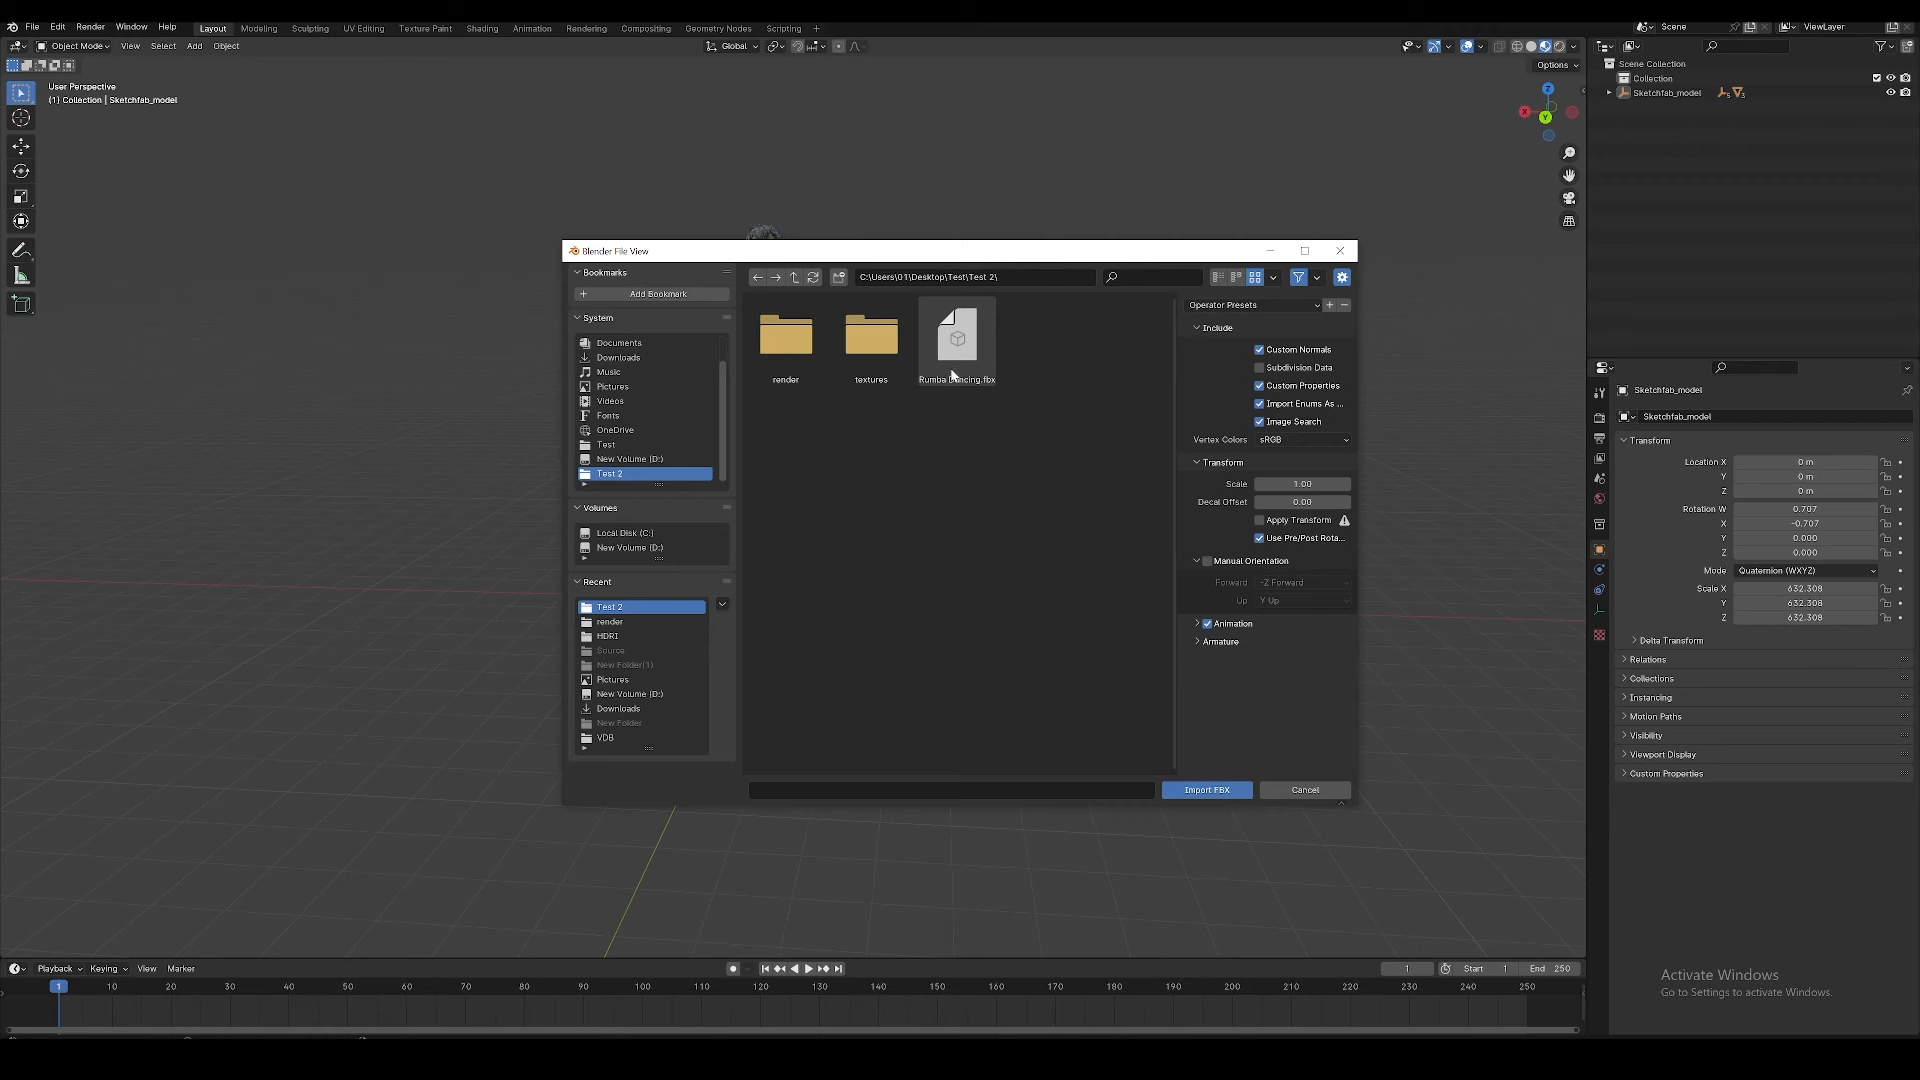 File Edit Render Window Help Layout Modeling Sculpting UV Editing Texture Paint Shading Animation Rendering Compositing Geometry Nodes Scripting + Scene ViewLayer
Object Mode View Select Add Object Global
Options
User Perspective
(1) Collection | Sketchfab_model
Z
X
Y
Scene Collection
Collection
Sketchfab_model
Blender File View
Bookmarks
Add Bookmark
System
Documents
Downloads
Music
Pictures
Videos
Fonts
OneDrive
Test
New Volume (D:)
Test 2
Volumes
Local Disk (C:)
New Volume (D:)
Recent
Test 2
render
HDRI
Source
New Folder(1)
Pictures
New Volume (D:)
Downloads
New Folder
VDB
C:\Users\01\Desktop\Test\Test 2\
render
textures
Rumba Dancing.fbx
Operator Presets
Include
Custom Normals
Subdivision Data
Custom Properties
Import Enums As ...
Image Search
Vertex Colors sRGB
Transform
Scale 1.00
Decal Offset 0.00
Apply Transform
Use Pre/Post Rota...
Manual Orientation
Forward -Z Forward
Up Y Up
Animation
Armature
Import FBX
Cancel
Sketchfab_model
Sketchfab_model
Transform
Location X 0 m
Y 0 m
Z 0 m
Rotation W 0.707
X -0.707
Y 0.000
Z 0.000
Mode Quaternion (WXYZ)
Scale X 632.308
Y 632.308
Z 632.308
Delta Transform
Relations
Collections
Instancing
Motion Paths
Visibility
Viewport Display
Custom Properties
Playback Keying View Marker
1 Start 1 End 250
1 10 20 30 40 50 60 70 80 90 100 110 120 130 140 150 160 170 180 190 200 210 220 230 240 250
Activate Windows
Go to Settings to activate Windows.